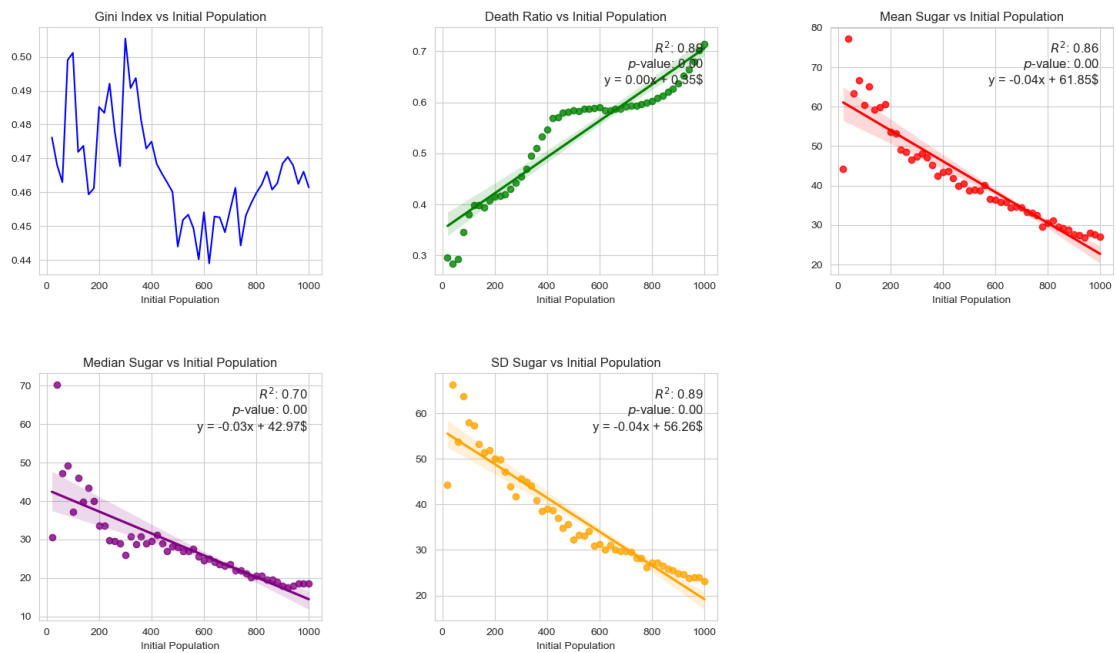 Gini Index vs Initial Population
0.50
0.49
0.48
0.47
0.46
0.45
0.44
0
200
400
600
800
1000
Initial Population
Death Ratio vs Initial Population
R²: 0.88
p-value: 0.00
y = 0.00x + 0.35$
0.7
0.6
0.5
0.4
0.3
0
200
400
600
800
1000
Initial Population
Mean Sugar vs Initial Population
R²: 0.86
p-value: 0.00
y = -0.04x + 61.85$
80
70
60
50
40
30
20
0
200
400
600
800
1000
Initial Population
Median Sugar vs Initial Population
R²: 0.70
p-value: 0.00
y = -0.03x + 42.97$
70
60
50
40
30
20
10
0
200
400
600
800
1000
Initial Population
SD Sugar vs Initial Population
R²: 0.89
p-value: 0.00
y = -0.04x + 56.26$
60
50
40
30
20
0
200
400
600
800
1000
Initial Population